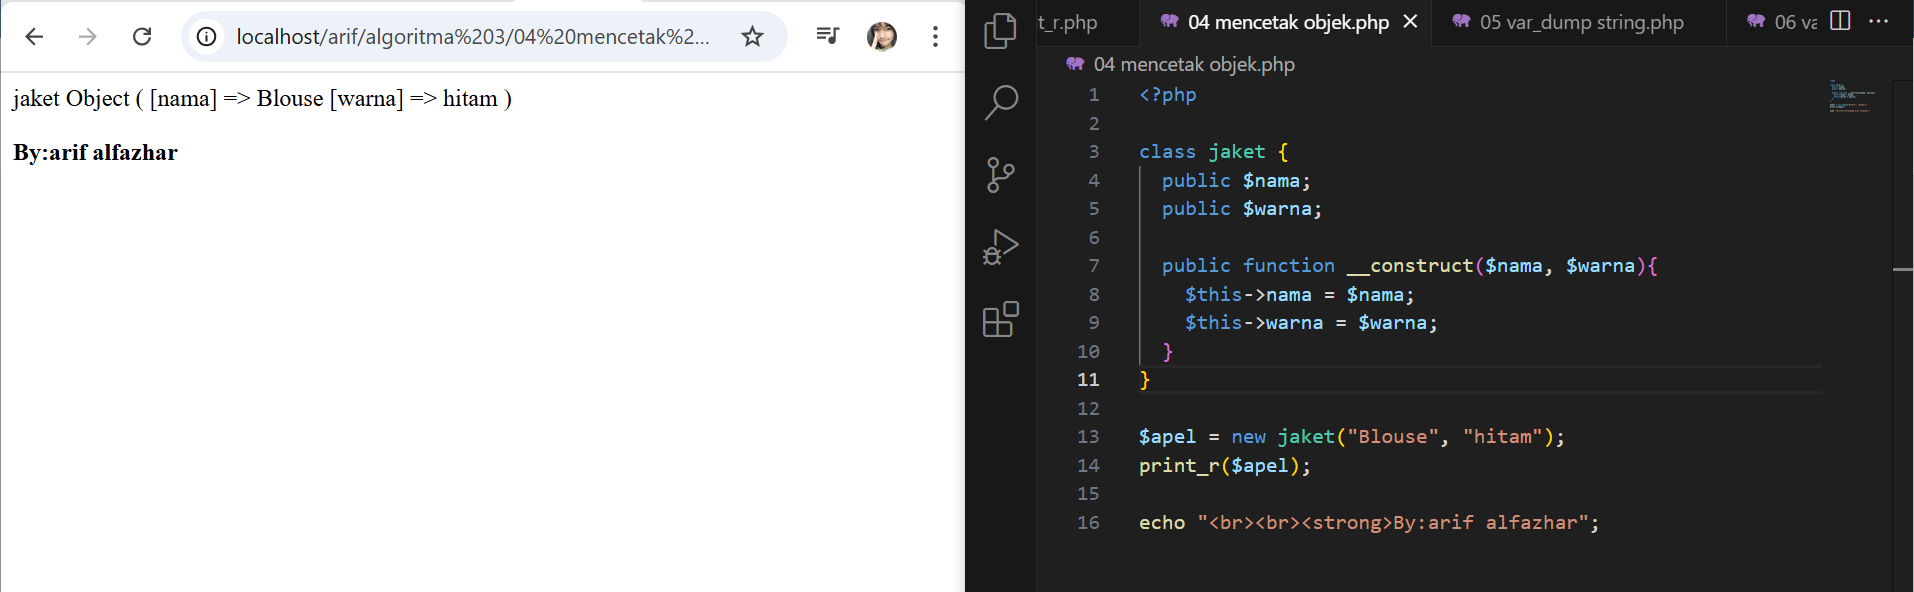 localhost/arif/algoritma%203/04%20mencetak%2...
jaket Object ( [nama] => Blouse [warna] => hitam )
By:arif alfazhar
t_r.php
04 mencetak objek.php
05 var_dump string.php
06 va
04 mencetak objek.php
1 <?php
2
3 class jaket {
4 public $nama;
5 public $warna;
6
7 public function __construct($nama, $warna){
8 $this->nama = $nama;
9 $this->warna = $warna;
10 }
11 }
12
13 $apel = new jaket("Blouse", "hitam");
14 print_r($apel);
15
16 echo "<br><br><strong>By:arif alfazhar";